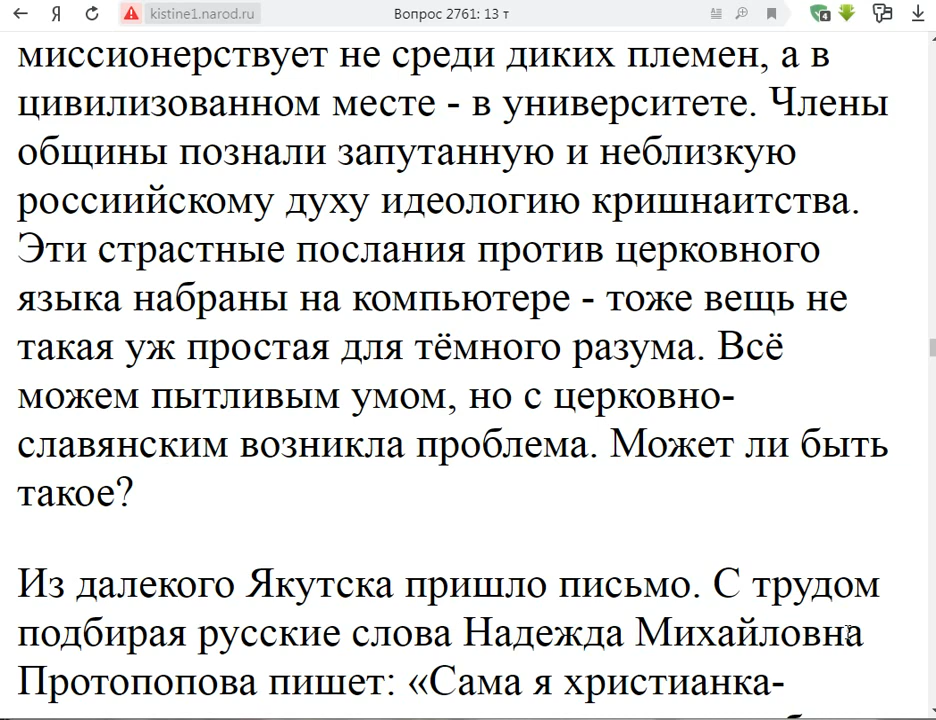 kistine1.narod.ru
Вопрос 2761: 13 т
4
миссионерствует не среди диких племен, а в
цивилизованном месте - в университете. Члены
общины познали запутанную и неблизкую
россиийскому духу идеологию кришнаитства.
Эти страстные послания против церковного
языка набраны на компьютере - тоже вещь не
такая уж простая для тёмного разума. Всё
можем пытливым умом, но с церковно-
славянским возникла проблема. Может ли быть
такое?
Из далекого Якутска пришло письмо. С трудом
подбирая русские слова Надежда Михайловна
Протопопова пишет: «Сама я христианка-